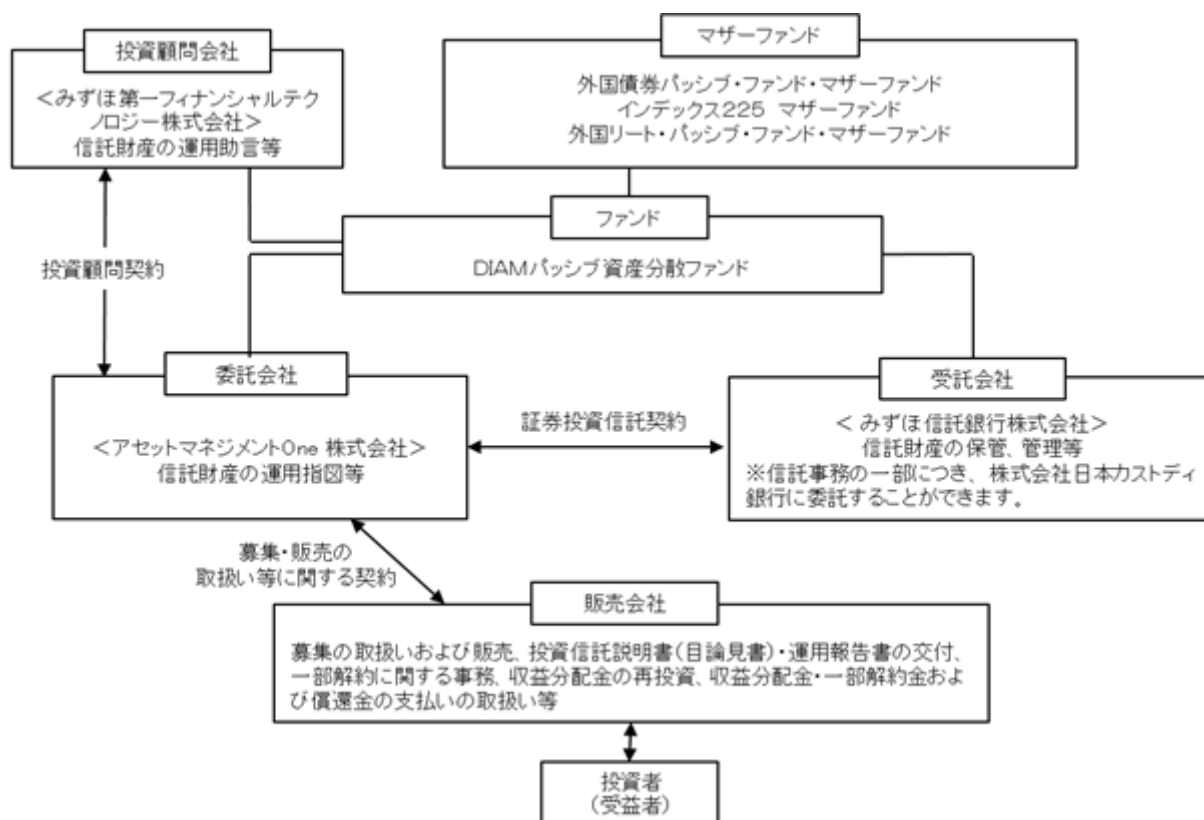 投資顧問会社
<みずほ第一フィナンシャルテク
ノロジー株式会社>
信託財産の運用助言等
マザーファンド
外国債券パッシブ・ファンド・マザーファンド
インデックス225 マザーファンド
外国リート・パッシブ・ファンド・マザーファンド
ファンド
DIAMパッシブ資産分散ファンド
投資顧問契約
委託会社
<アセットマネジメントOne 株式会社>
信託財産の運用指図等
証券投資信託契約
受託会社
< みずほ信託銀行株式会社>
信託財産の保管、管理等
※信託事務の一部につき、株式会社日本カストディ
銀行に委託することができます。
募集・販売の
取扱い等に関する契約
販売会社
募集の取扱いおよび販売、投資信託説明書(目論見書)・運用報告書の交付、
一部解約に関する事務、収益分配金の再投資、収益分配金・一部解約金およ
び償還金の支払いの取扱い等
投資者
(受益者)